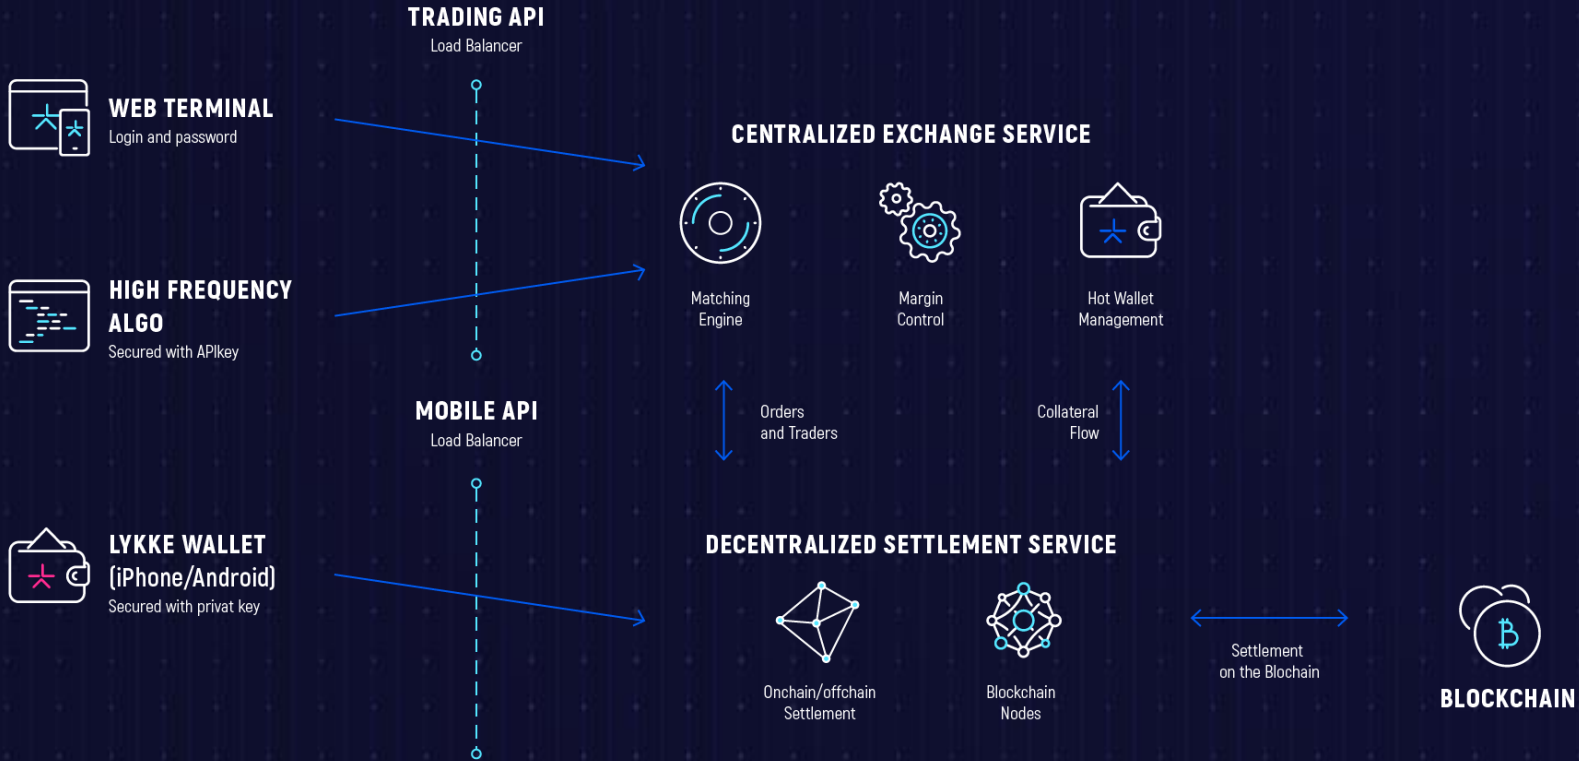 TRADING API
Load Balancer
WEB TERMINAL
Login and password
HIGH FREQUENCY
ALGO
Secured with APIkey
MOBILE API
Load Balancer
LYKKE WALLET
(iPhone/Android)
Secured with privat key
CENTRALIZED EXCHANGE SERVICE
Matching
Engine
Margin
Control
Hot Wallet
Management
Orders
and Traders
Collateral
Flow
DECENTRALIZED SETTLEMENT SERVICE
Onchain/offchain
Settlement
Blockchain
Nodes
Settlement
on the Blochain
BLOCKCHAIN